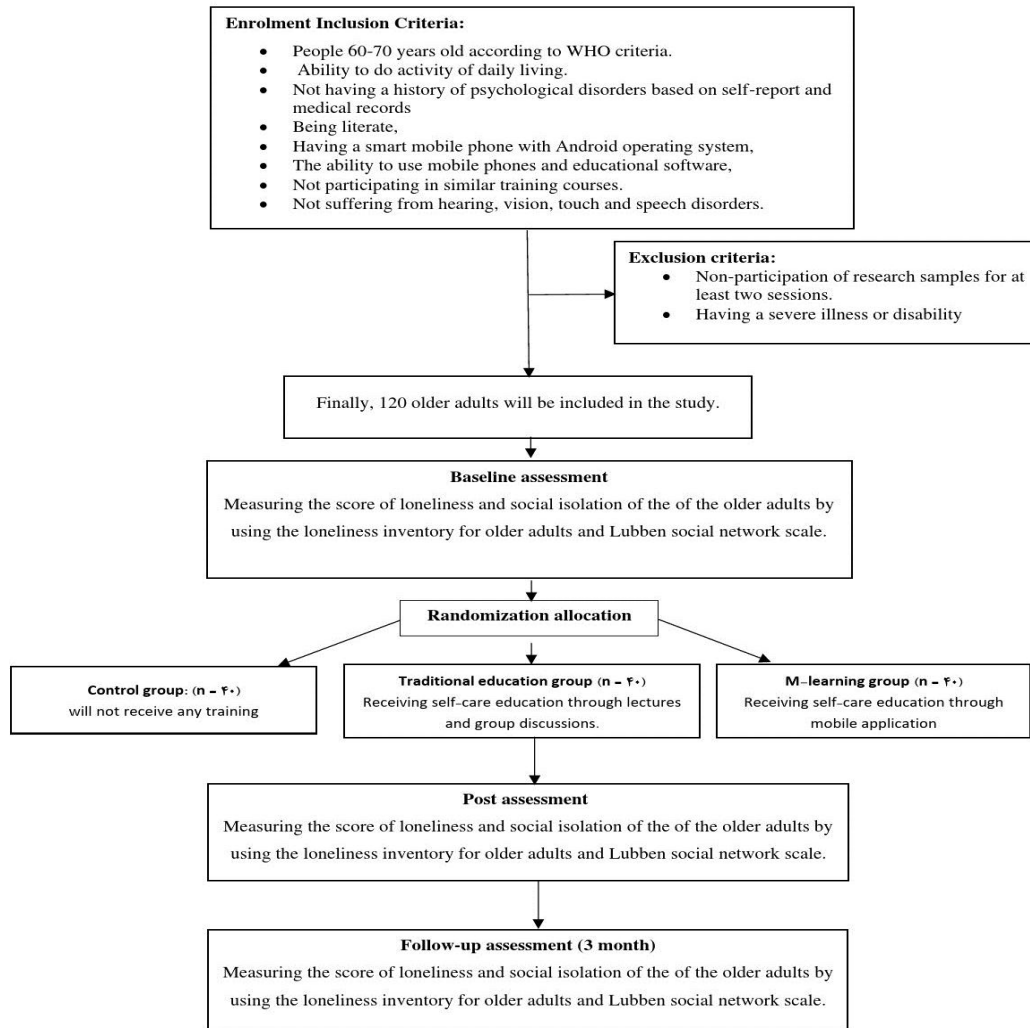 Enrolment Inclusion Criteria:
• People 60-70 years old according to WHO criteria.
• Ability to do activity of daily living.
• Not having a history of psychological disorders based on self-report and
medical records
• Being literate,
• Having a smart mobile phone with Android operating system,
• The ability to use mobile phones and educational software,
• Not participating in similar training courses.
• Not suffering from hearing, vision, touch and speech disorders.
Exclusion criteria:
• Non-participation of research samples for at
least two sessions.
• Having a severe illness or disability
Finally, 120 older adults will be included in the study.
Baseline assessment
Measuring the score of loneliness and social isolation of the of the older adults by
using the loneliness inventory for older adults and Lubben social network scale.
Randomization allocation
Control group: (n = ۴۰)
will not receive any training
Traditional education group (n = ۴۰)
Receiving self-care education through lectures
and group discussions.
M-learning group (n = ۴۰)
Receiving self-care education through
mobile application
Post assessment
Measuring the score of loneliness and social isolation of the of the older adults by
using the loneliness inventory for older adults and Lubben social network scale.
Follow-up assessment (3 month)
Measuring the score of loneliness and social isolation of the of the older adults by
using the loneliness inventory for older adults and Lubben social network scale.